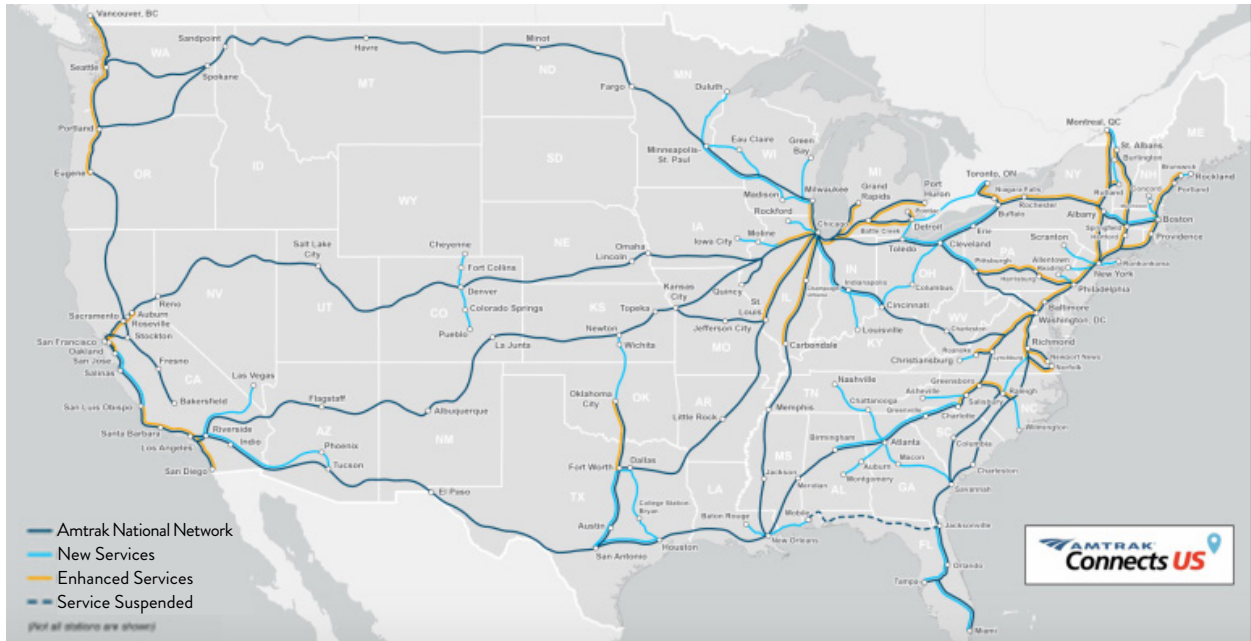 Vancouver, BC
Seattle
WA
Sandpoint
Spokane
Portland
Eugene
OR
ID
MT
Havre
ND
Minot
Fargo
MN
Duluth
Minneapolis-
St. Paul
Eau Claire
WI
Green
Bay
Milwaukee
Madison
Rockford
Chicago
Moline
IA
Iowa City
SD
WY
NE
Omaha
Lincoln
Cheyenne
Fort Collins
Denver
CO
Colorado Springs
Pueblo
Salt Lake
City
UT
NV
Reno
Auburn
Roseville
Sacramento
Stockton
San Francisco
Oakland
San Jose
Salinas
Fresno
CA
Bakersfield
Las Vegas
San Luis Obispo
Santa Barbara
Los Angeles
Riverside
Indio
San Diego
AZ
Flagstaff
Phoenix
Tucson
NM
Albuquerque
El Paso
La Junta
KS
Newton
Wichita
Topeka
Kansas
City
Quincy
St.
Louis
Jefferson City
MO
IL
Carbondale
OK
Oklahoma
City
AR
Little Rock
Fort Worth
Dallas
TX
College Station-
Bryan
Austin
San Antonio
Houston
LA
Baton Rouge
New Orleans
MS
Jackson
Meridian
Memphis
TN
Nashville
Chattanooga
Birmingham
AL
Mobile
Auburn
Montgomery
Atlanta
Macon
GA
Savannah
Jacksonville
FL
Orlando
Tampa
Miami
SC
Columbia
Charleston
NC
Wilmington
Raleigh
Greensboro
Salisbury
Charlotte
Asheville
Greenville
MI
Grand
Rapids
Port
Huron
Pontiac
Battle Creek
Detroit
Toledo
Cleveland
OH
Columbus
Cincinnati
IN
Indianapolis
Louisville
KY
WV
Charleston
Christiansburg
Roanoke
Lynchburg
Richmond
Newport News
Norfolk
Washington, DC
Baltimore
Philadelphia
PA
Pittsburgh
Harrisburg
Reading
Allentown
Scranton
Erie
Buffalo
Niagara Falls
Toronto, ON
Rochester
NY
Albany
New York
Ronkonkoma
Montreal, QC
St. Albans
Burlington
Rutland
NH
Concord
ME
Brunswick
Rockland
Portland
Boston
Providence
Springfield
Hartford
Amtrak National Network
New Services
Enhanced Services
Service Suspended
(Not all stations are shown)
AMTRAK
Connects US